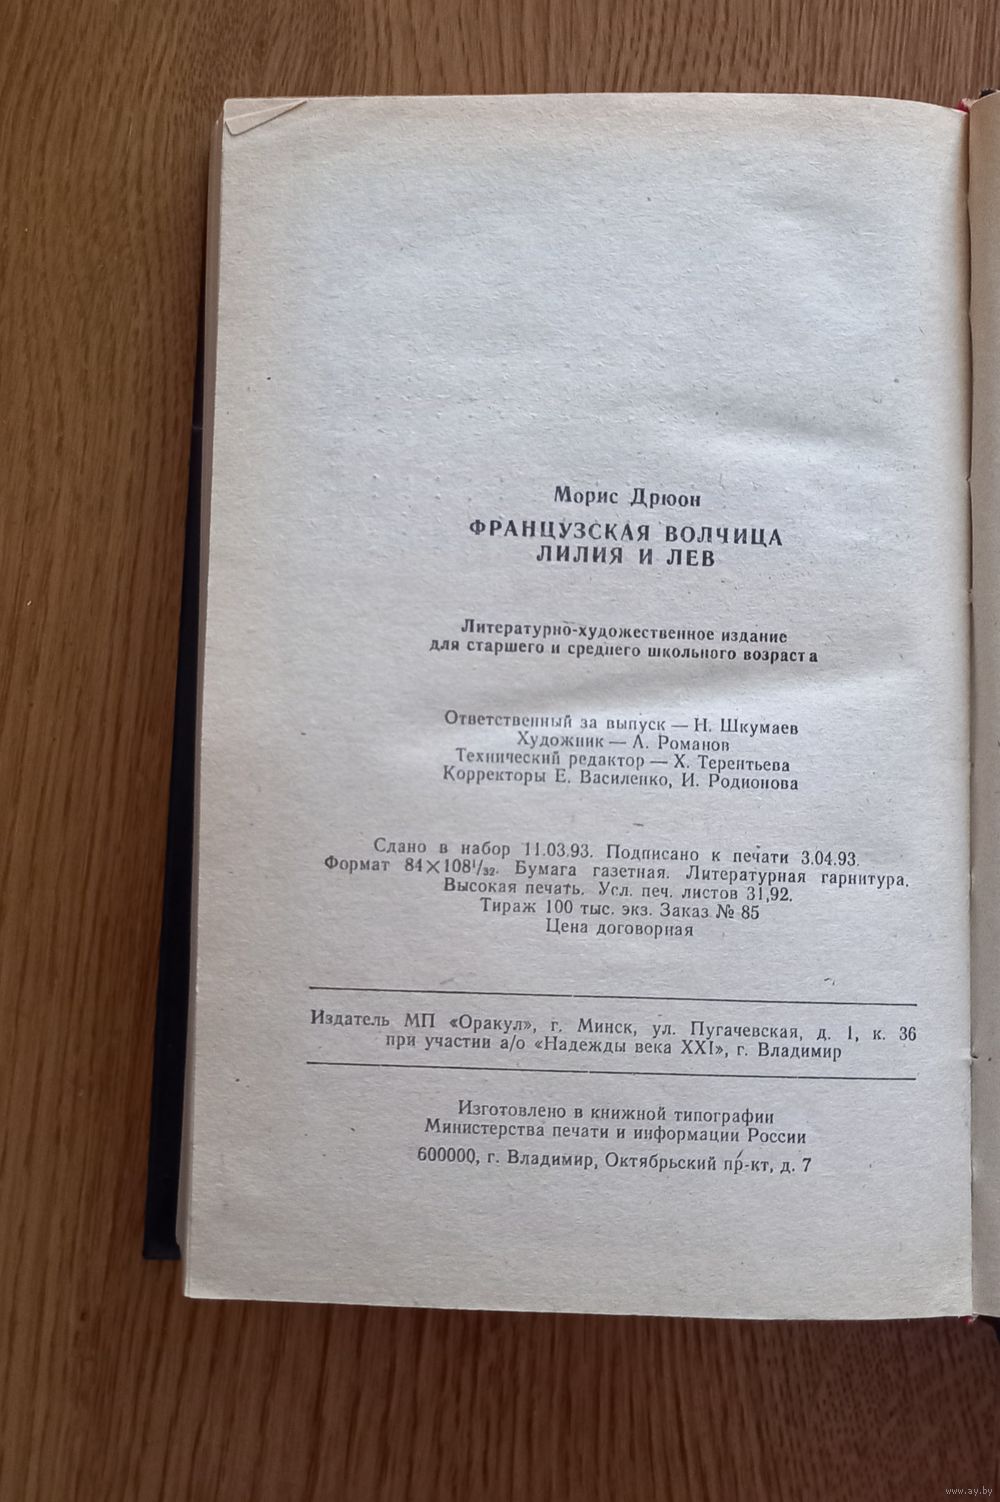 Морис Дрюон
ФРАНЦУЗСКАЯ ВОЛЧИЦА
ЛИЛИЯ И ЛЕВ
Литературно-художественное издание
для старшего и среднего школьного возраста
Ответственный за выпуск — Н. Шкумаев
Художник — А. Романов
Технический редактор — Х. Терентьева
Корректоры Е. Василенко, И. Родионова
Сдано в набор 11.03.93. Подписано к печати 3.04.93.
Формат 84×108¹/₃₂. Бумага газетная. Литературная гарнитура.
Высокая печать. Усл. печ. листов 31,92.
Тираж 100 тыс. экз. Заказ № 85
Цена договорная
Издатель МП «Оракул», г. Минск, ул. Пугачевская, д. 1, к. 36
при участии а/о «Надежды века XXI», г. Владимир
Изготовлено в книжной типографии
Министерства печати и информации России
600000, г. Владимир, Октябрьский пр-кт, д. 7
www.ay.by